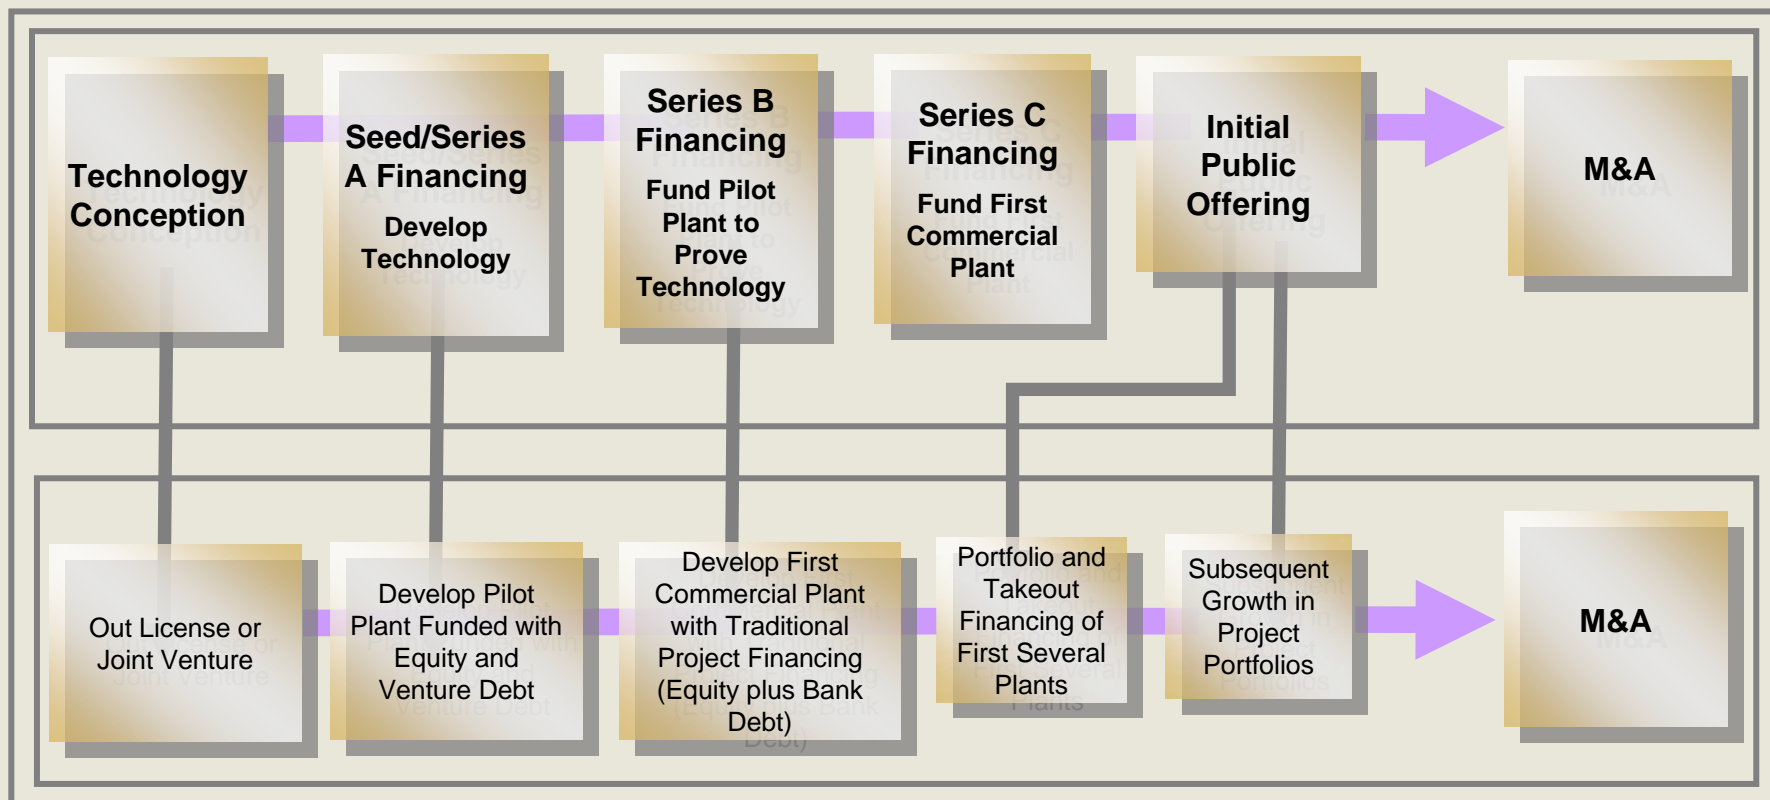 Technology
Conception
Seed/Series
A Financing
Develop
Technology
Series B
Financing
Fund Pilot
Plant to
Prove
Technology
Series C
Financing
Fund First
Commercial
Plant
Initial
Public
Offering
M&A
Out License or
Joint Venture
Develop Pilot
Plant Funded with
Equity and
Venture Debt
Develop First
Commercial Plant
with Traditional
Project Financing
(Equity plus Bank
Debt)
Portfolio and
Takeout
Financing of
First Several
Plants
Subsequent
Growth in
Project
Portfolios
M&A